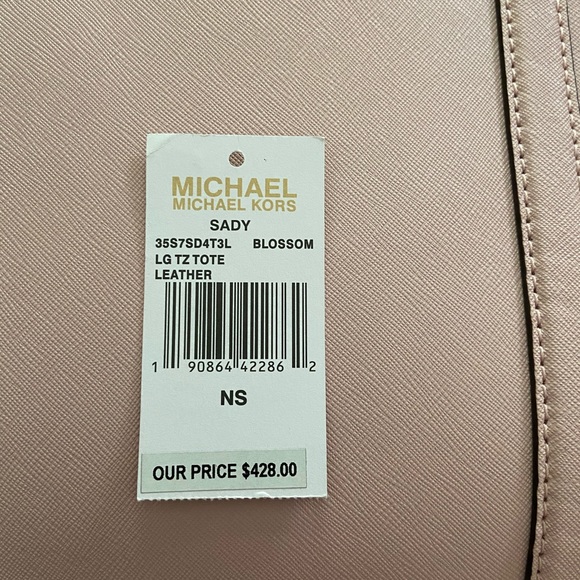 MICHAEL
MICHAEL KORS
SADY
35S7SD4T3L BLOSSOM
LG TZ TOTE
LEATHER
1 90864 42286 2
NS
OUR PRICE $428.00